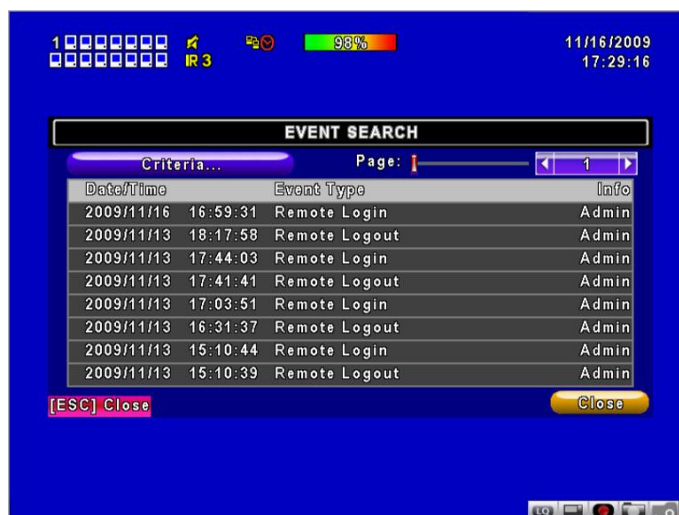 1 98% 11/16/2009
IR 3 17:29:16
EVENT SEARCH
Criteria... Page: 1
Date/Time Event Type Info
2009/11/16 16:59:31 Remote Login Admin
2009/11/13 18:17:58 Remote Logout Admin
2009/11/13 17:44:03 Remote Login Admin
2009/11/13 17:41:41 Remote Logout Admin
2009/11/13 17:03:51 Remote Login Admin
2009/11/13 16:31:37 Remote Logout Admin
2009/11/13 15:10:44 Remote Login Admin
2009/11/13 15:10:39 Remote Logout Admin
[ESC] Close Close
LQ